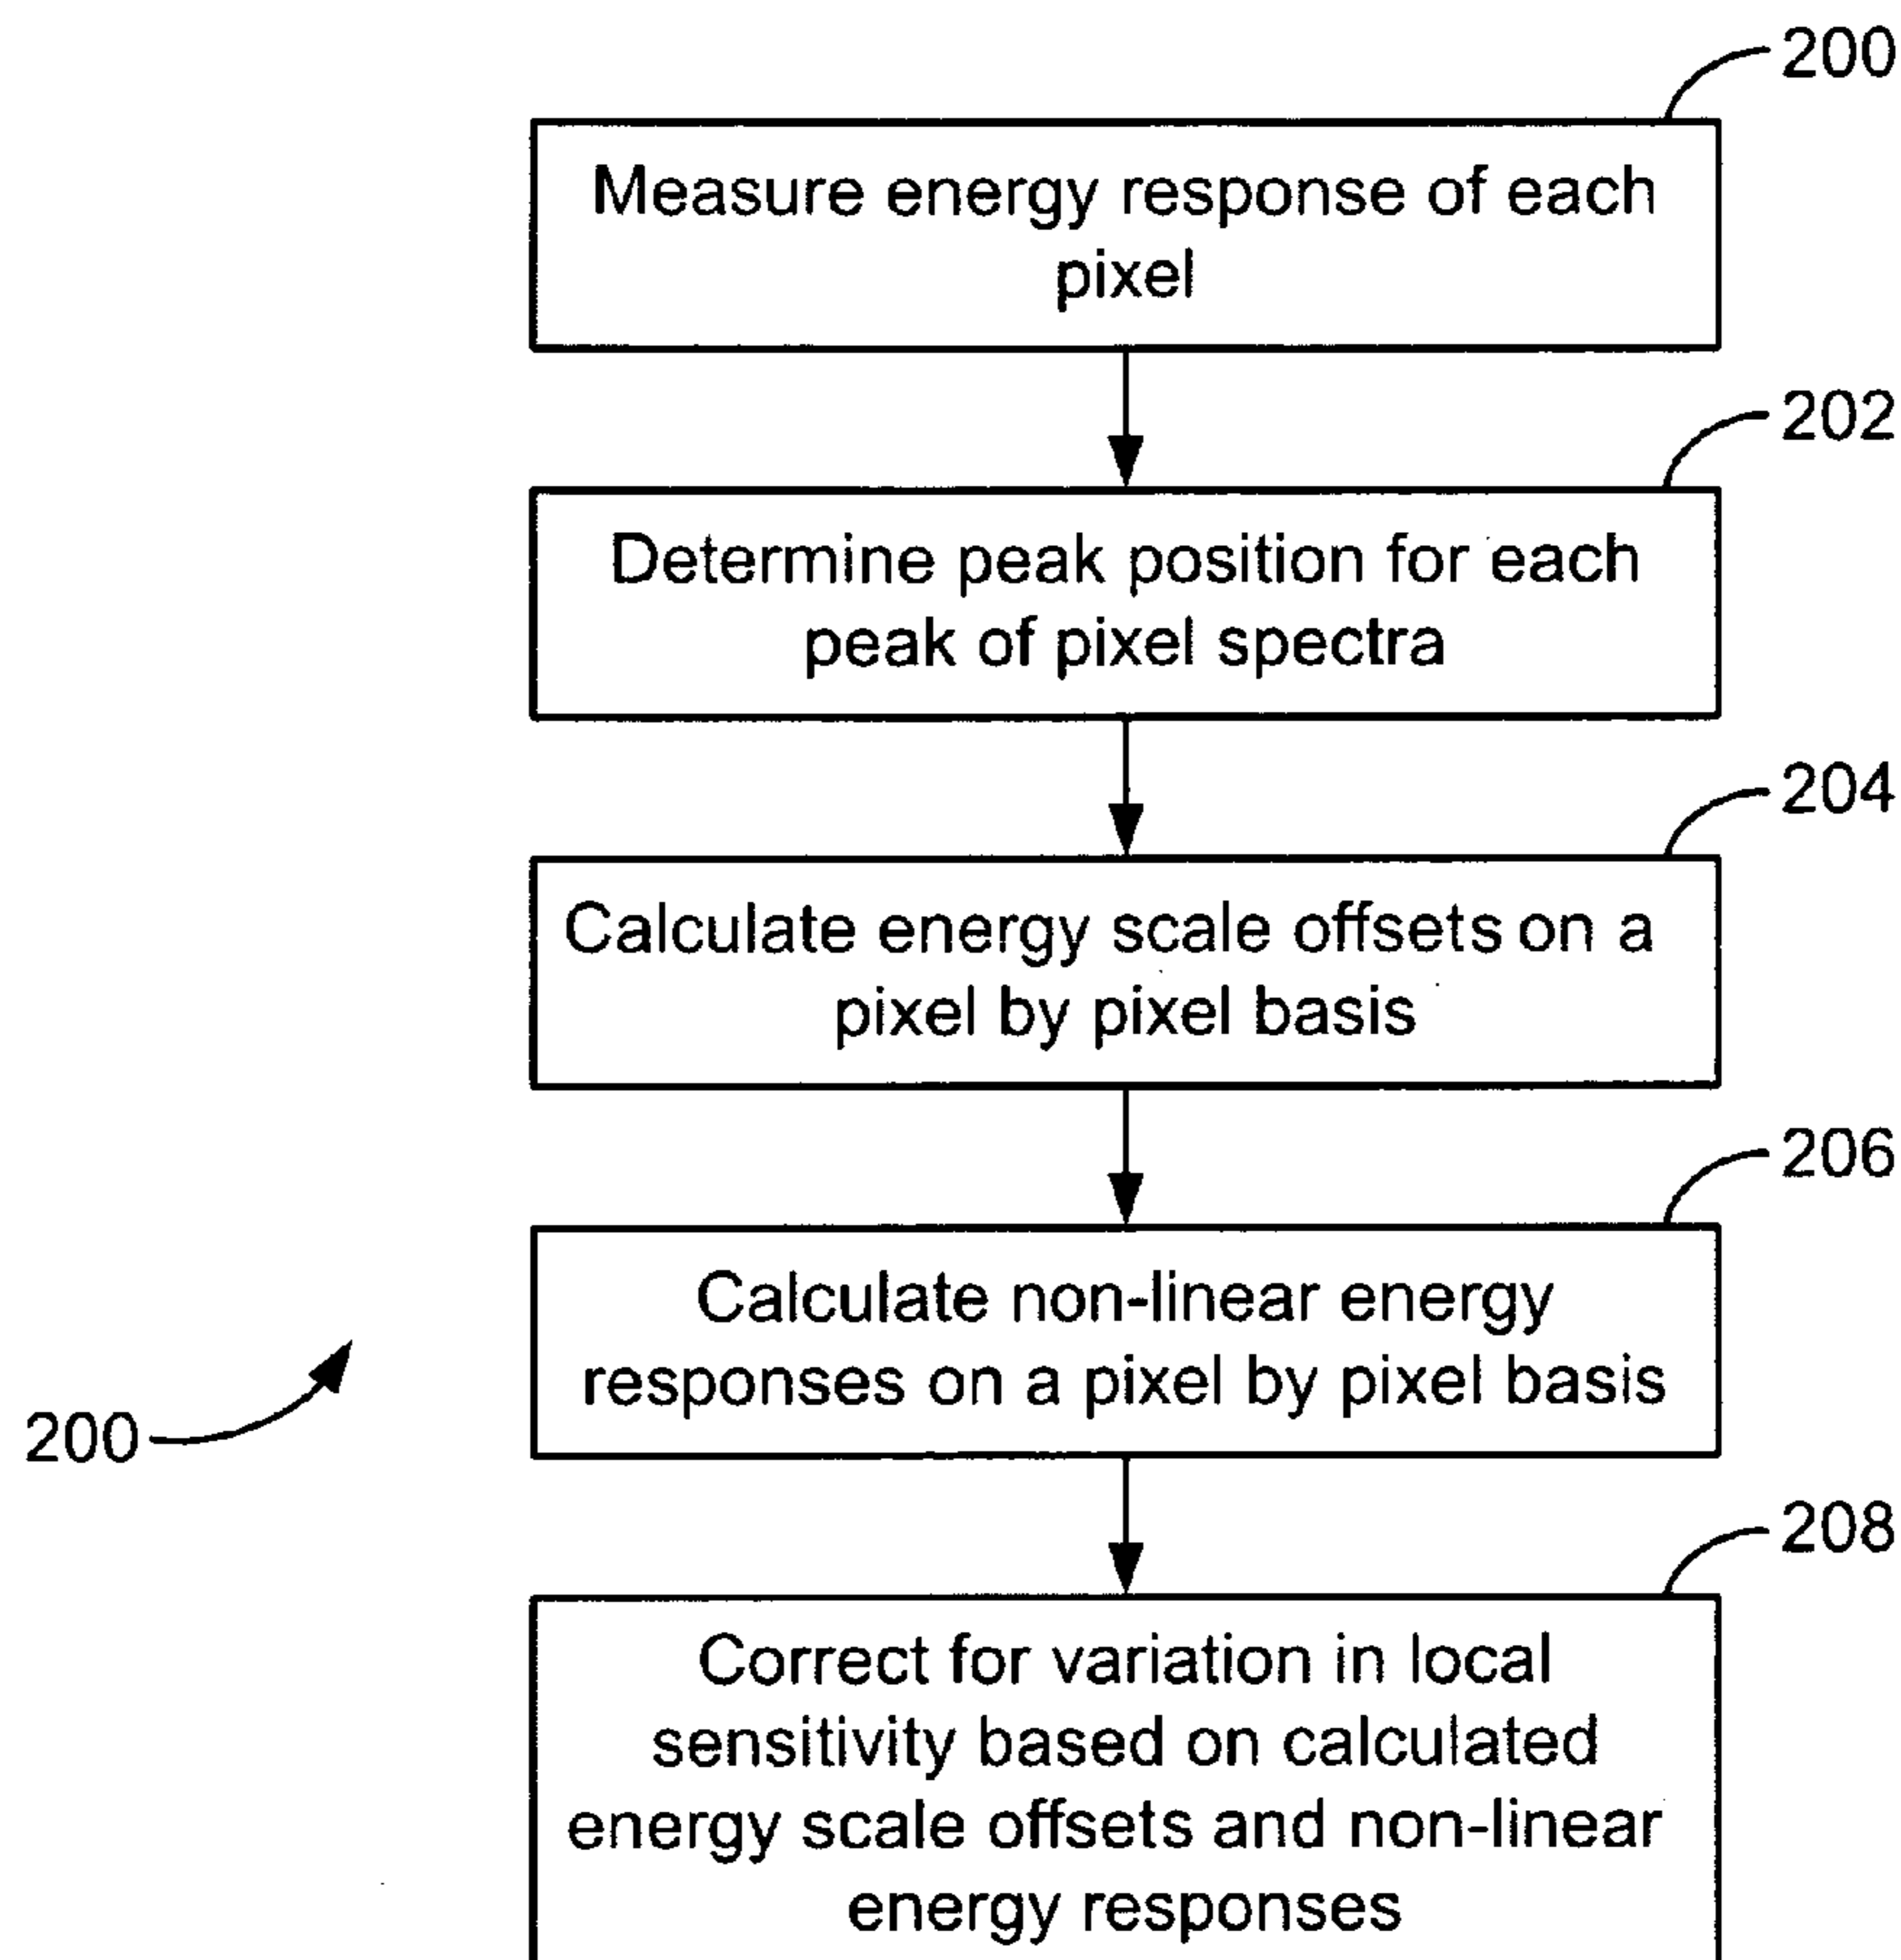 200
Measure energy response of each
pixel
202
Determine peak position for each
peak of pixel spectra
204
Calculate energy scale offsets on a
pixel by pixel basis
206
Calculate non-linear energy
responses on a pixel by pixel basis
200
208
Correct for variation in local
sensitivity based on calculated
energy scale offsets and non-linear
energy responses